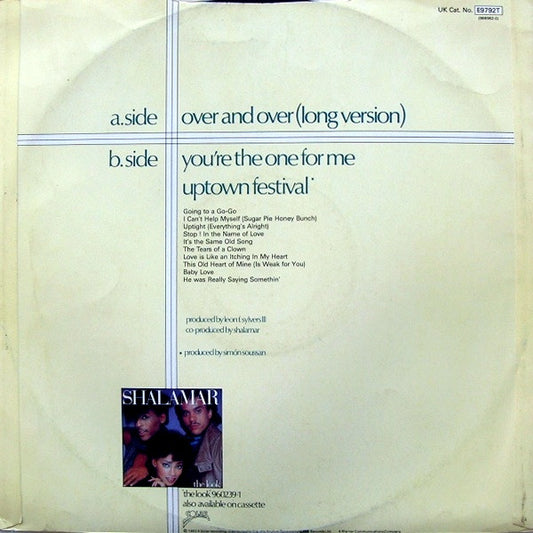 UK Cat. No. E9792T
(966962-0)
a.side over and over (long version)
b.side you're the one for me
uptown festival*
Going to a Go-Go
I Can't Help Myself (Sugar Pie Honey Bunch)
Uptight (Everything's Alright)
Stop ! In the Name of Love
It's the Same Old Song
The Tears of a Clown
Love is Like an Itching In My Heart
This Old Heart of Mine (Is Weak for You)
Baby Love
He was Really Saying Somethin'
produced by leon f. sylvers III
co-produced by shalamar
* produced by simón soussan
SHALAMAR
the look
'the look' 960239-1
also available on cassette
SOLAR